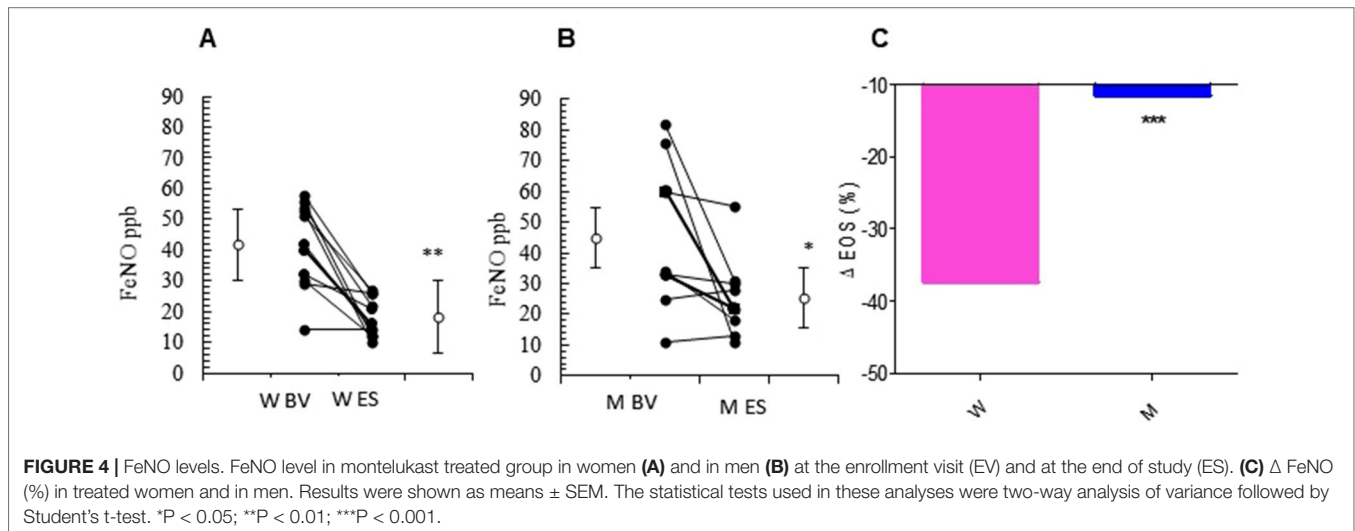 A
B
C
90
80
70
60
50
40
30
20
10
0
FeNO ppb
**
W BV W ES
90
80
70
60
50
40
30
20
10
0
FeNO ppb
*
M BV M ES
-10
-20
-30
-40
-50
Δ EOS (%)
***
W M
FIGURE 4 | FeNO levels. FeNO level in montelukast treated group in women (A) and in men (B) at the enrollment visit (EV) and at the end of study (ES). (C) Δ FeNO
(%) in treated women and in men. Results were shown as means ± SEM. The statistical tests used in these analyses were two-way analysis of variance followed by
Student’s t-test. *P < 0.05; **P < 0.01; ***P < 0.001.